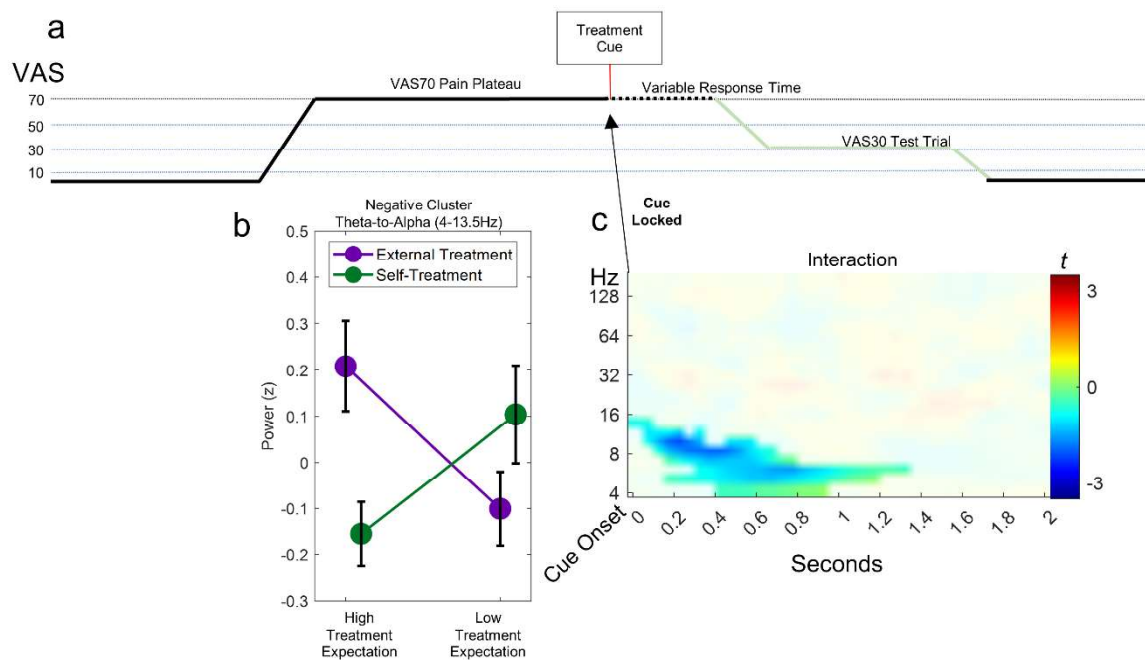 a
Treatment
Cue
VAS
VAS70 Pain Plateau
Variable Response Time
70
50
30
10
VAS30 Test Trial
Cue
Locked
b
Negative Cluster
Theta-to-Alpha (4-13.5Hz)
External Treatment
Self-Treatment
Power (z)
0.5
0.4
0.3
0.2
0.1
0
-0.1
-0.2
-0.3
High
Treatment
Expectation
Low
Treatment
Expectation
c
Interaction
Hz
128
64
32
16
8
4
t
3
0
-3
Cue Onset
0
0.2
0.4
0.6
0.8
1
1.2
1.4
1.6
1.8
2
Seconds